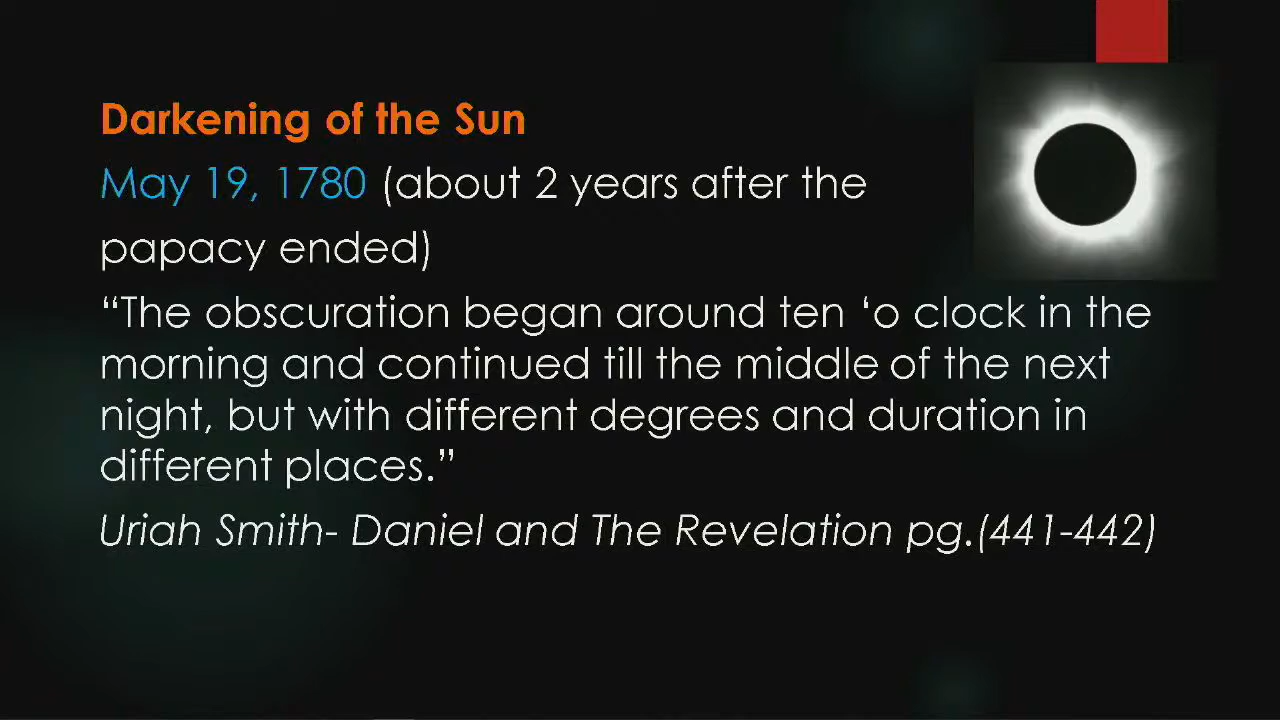 Darkening of the Sun
May 19, 1780 (about 2 years after the
papacy ended)
“The obscuration began around ten ‘o clock in the
morning and continued till the middle of the next
night, but with different degrees and duration in
different places.”
Uriah Smith- Daniel and The Revelation pg.(441-442)